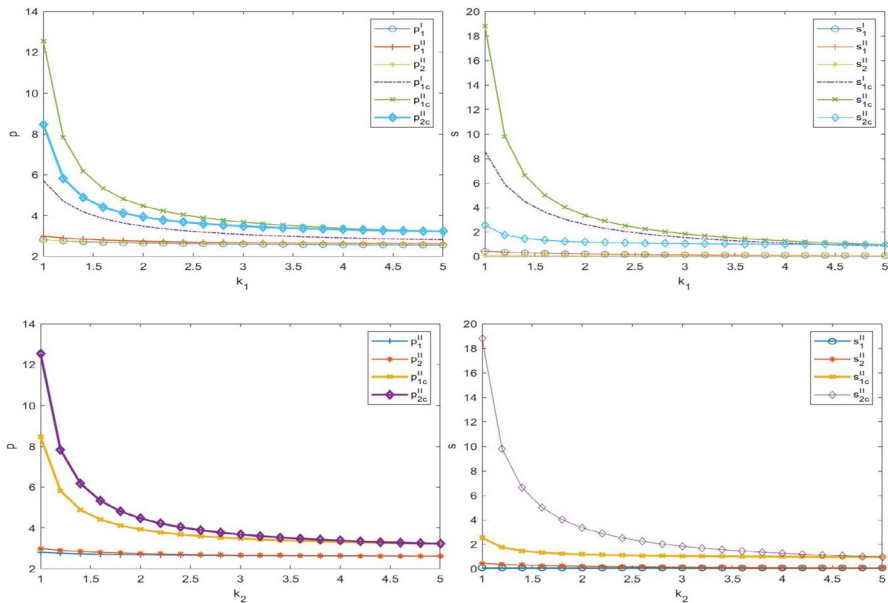 14
12
10
8
6
4
2
p
1
1.5
2
2.5
3
3.5
4
4.5
5
k₁
p₁ᴵ
p₁ᴵᴵ
p₂ᴵᴵ
p₁cᴵ
p₁cᴵᴵ
p₂cᴵᴵ
20
18
16
14
12
10
8
6
4
2
0
s
1
1.5
2
2.5
3
3.5
4
4.5
5
k₁
s₁ᴵ
s₁ᴵᴵ
s₂ᴵᴵ
s₁cᴵ
s₁cᴵᴵ
s₂cᴵᴵ
14
12
10
8
6
4
2
p
1
1.5
2
2.5
3
3.5
4
4.5
5
k₂
p₁ᴵᴵ
p₂ᴵᴵ
p₁cᴵᴵ
p₂cᴵᴵ
20
18
16
14
12
10
8
6
4
2
0
s
1
1.5
2
2.5
3
3.5
4
4.5
5
k₂
s₁ᴵᴵ
s₂ᴵᴵ
s₁cᴵᴵ
s₂cᴵᴵ